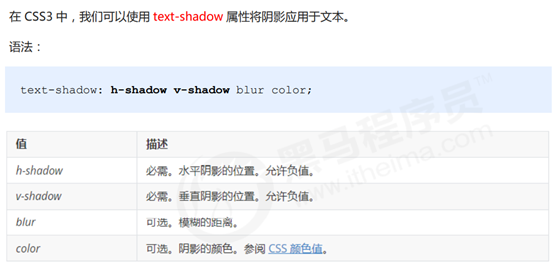 在 CSS3 中，我们可以使用 text-shadow 属性将阴影应用于文本。
语法：
text-shadow: h-shadow v-shadow blur color;
值 描述
h-shadow 必需。水平阴影的位置。允许负值。
v-shadow 必需。垂直阴影的位置。允许负值。
blur 可选。模糊的距离。
color 可选。阴影的颜色。参阅 CSS 颜色值。
黑马程序员™
www.itheima.com